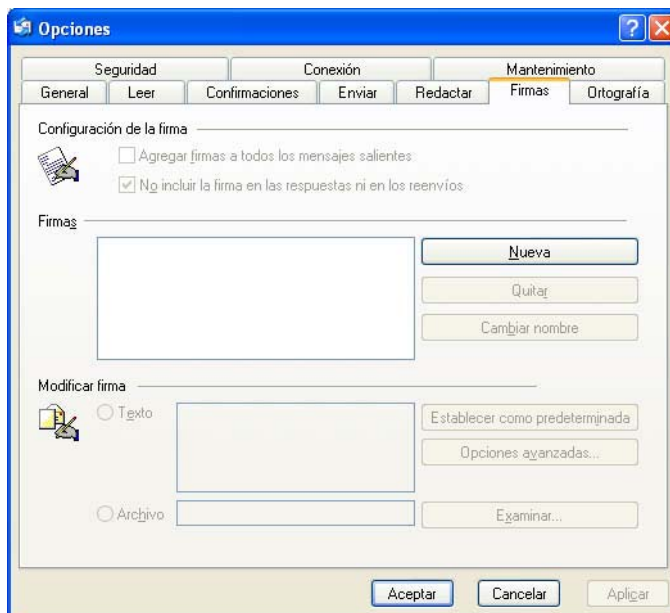 Opciones
Seguridad Conexión Mantenimiento
General Leer Confirmaciones Enviar Redactar Firmas Ortografía
Configuración de la firma
Agregar firmas a todos los mensajes salientes
No incluir la firma en las respuestas ni en los reenvíos
Firmas
Nueva
Quitar
Cambiar nombre
Modificar firma
Texto
Establecer como predeterminada
Opciones avanzadas...
Archivo
Examinar...
Aceptar Cancelar Aplicar